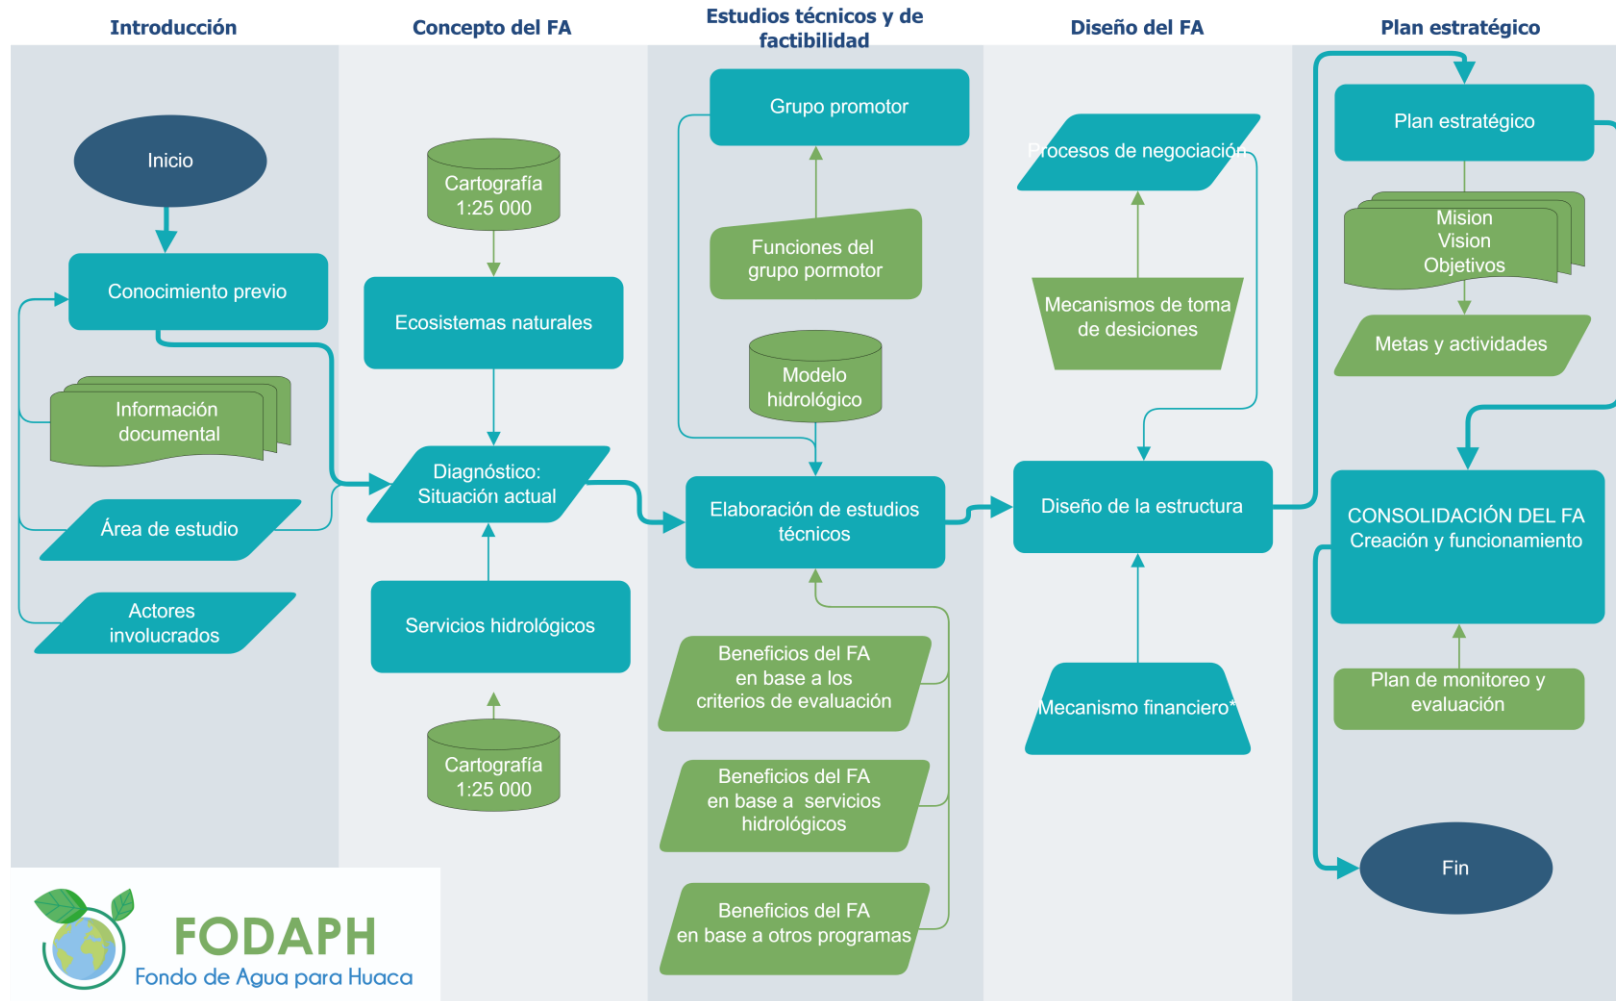 Introducción
Concepto del FA
Estudios técnicos y de
factibilidad
Diseño del FA
Plan estratégico
Inicio
Conocimiento previo
Información
documental
Área de estudio
Actores
involucrados
Cartografía
1:25 000
Ecosistemas naturales
Diagnóstico:
Situación actual
Servicios hidrológicos
Cartografía
1:25 000
Grupo promotor
Funciones del
grupo pormotor
Modelo
hidrológico
Elaboración de estudios
técnicos
Beneficios del FA
en base a los
criterios de evaluación
Beneficios del FA
en base a servicios
hidrológicos
Beneficios del FA
en base a otros programas
Procesos de negociación
Mecanismos de toma
de desiciones
Diseño de la estructura
Mecanismo financiero*
Plan estratégico
Mision
Vision
Objetivos
Metas y actividades
CONSOLIDACIÓN DEL FA
Creación y funcionamiento
Plan de monitoreo y
evaluación
Fin
FODAPH
Fondo de Agua para Huaca